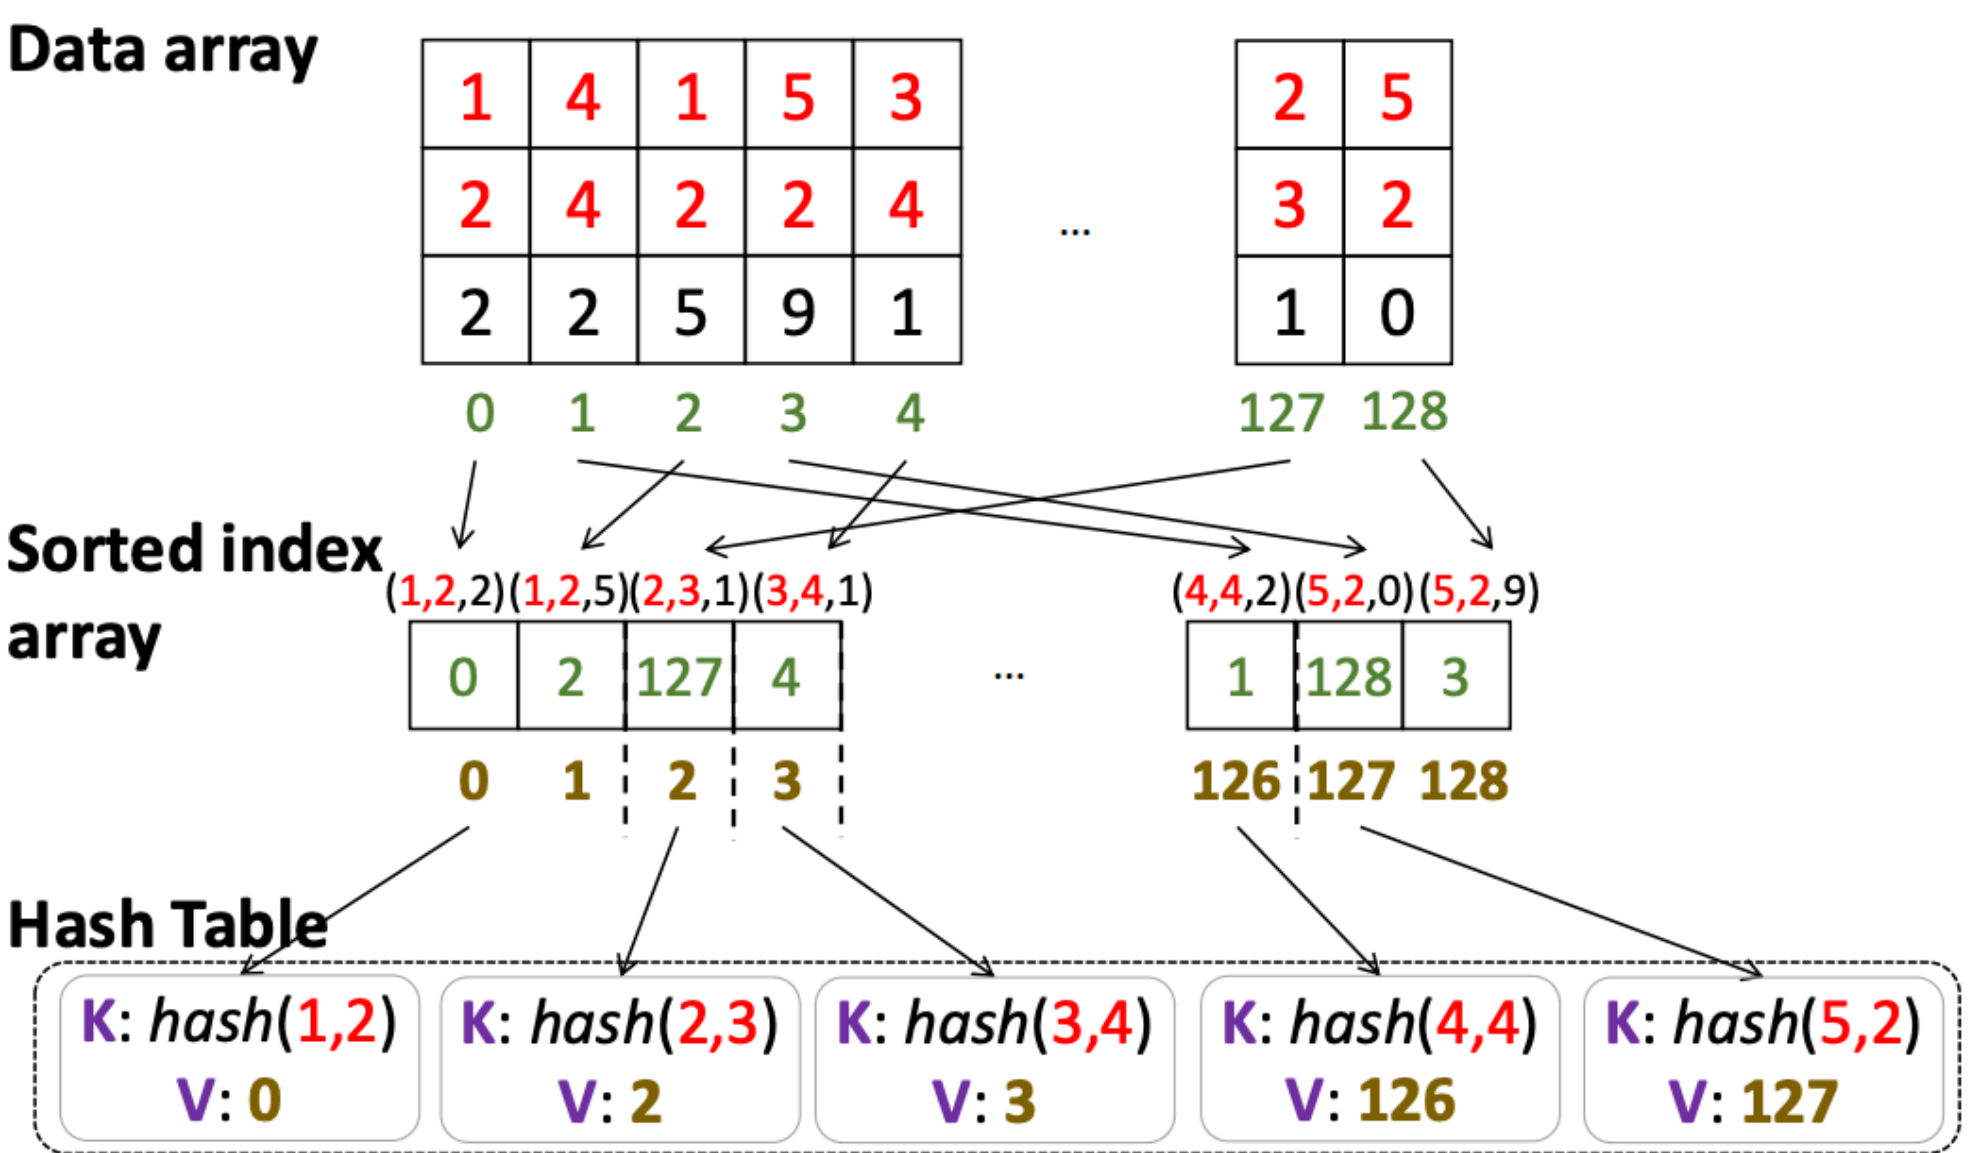 Data array
1 4 1 5 3 2 5
2 4 2 2 4 3 2
...
2 2 5 9 1 1 0
0 1 2 3 4 127 128
Sorted index
array
(1,2,2) (1,2,5) (2,3,1) (3,4,1) (4,4,2) (5,2,0) (5,2,9)
0 2 127 4 ... 1 128 3
0 1 2 3 126 127 128
Hash Table
K: hash(1,2) K: hash(2,3) K: hash(3,4) K: hash(4,4) K: hash(5,2)
V: 0 V: 2 V: 3 V: 126 V: 127